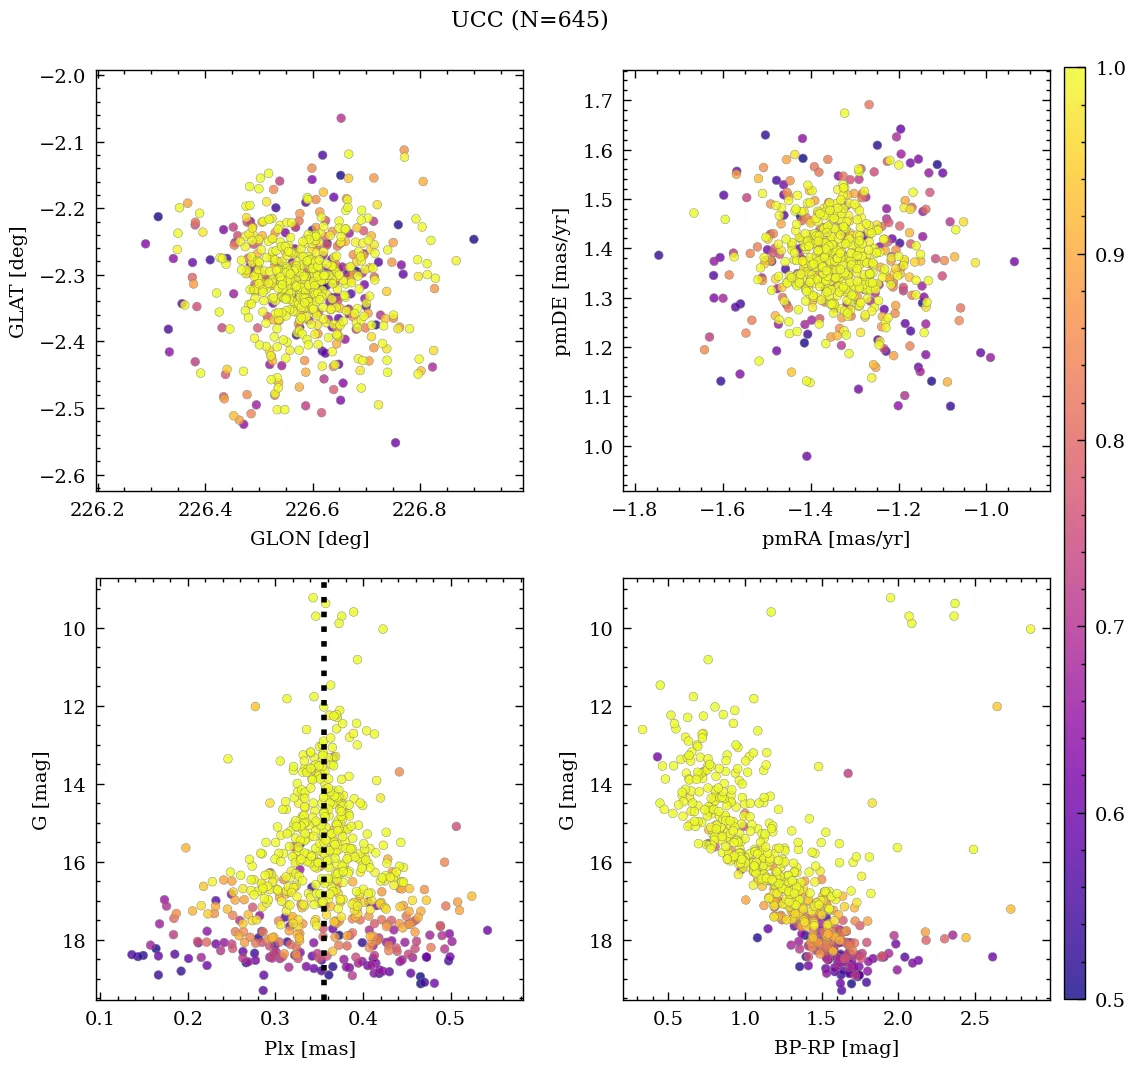 UCC (N=645)
−2.0
−2.1
−2.2
−2.3
−2.4
−2.5
−2.6
GLAT [deg]
226.2 226.4 226.6 226.8
GLON [deg]
1.7
1.6
1.5
1.4
1.3
1.2
1.1
1.0
pmDE [mas/yr]
−1.8 −1.6 −1.4 −1.2 −1.0
pmRA [mas/yr]
10
12
14
16
18
G [mag]
0.1 0.2 0.3 0.4 0.5
Plx [mas]
10
12
14
16
18
G [mag]
0.5 1.0 1.5 2.0 2.5
BP-RP [mag]
1.0
0.9
0.8
0.7
0.6
0.5